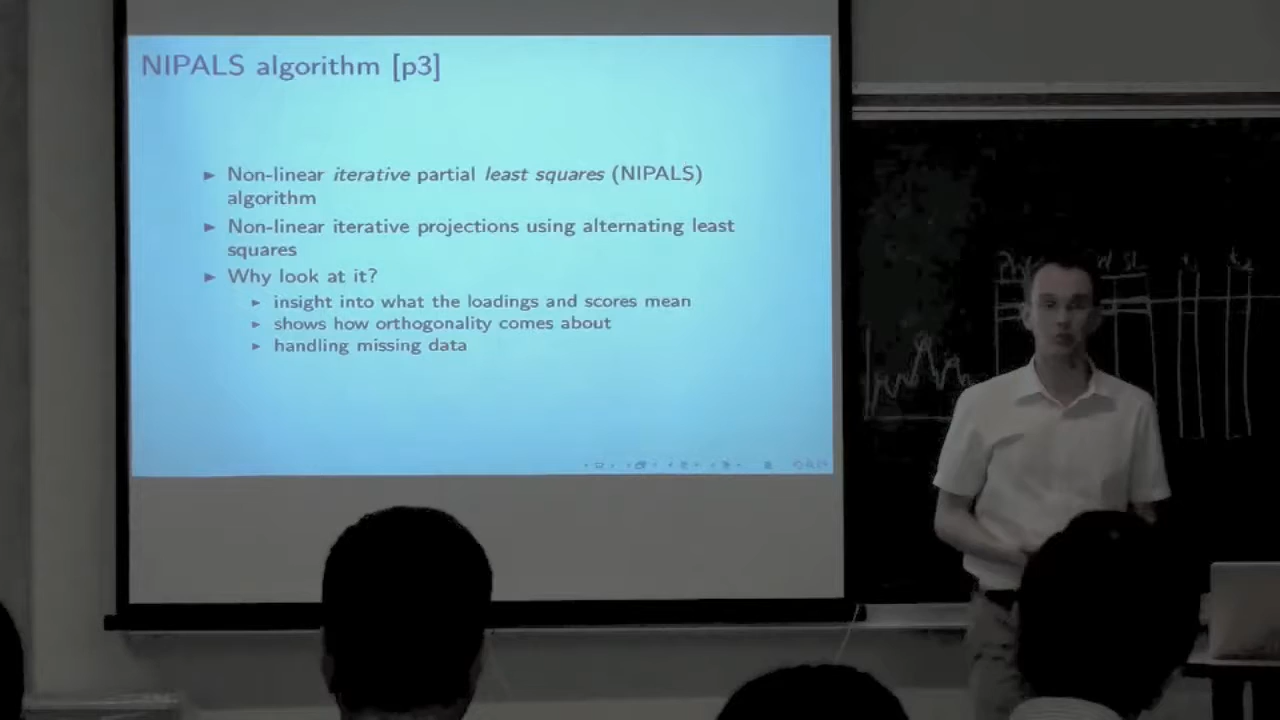 NIPALS algorithm [p3]
► Non-linear iterative partial least squares (NIPALS)
algorithm
► Non-linear iterative projections using alternating least
squares
► Why look at it?
► insight into what the loadings and scores mean
► shows how orthogonality comes about
► handling missing data